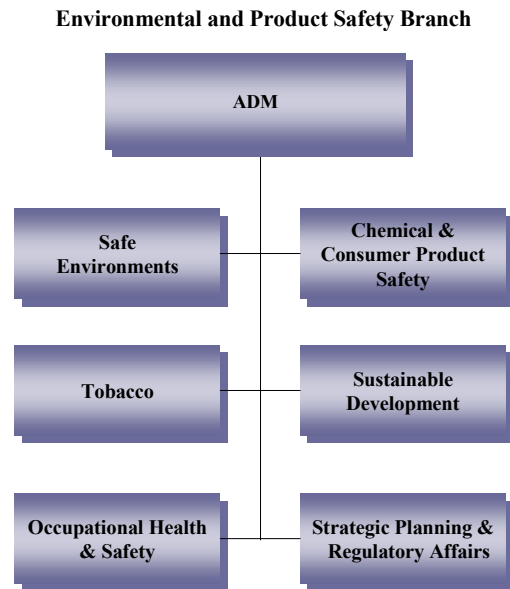 Environmental and Product Safety Branch
ADM
Safe
Environments
Chemical &
Consumer Product
Safety
Tobacco
Sustainable
Development
Occupational Health
& Safety
Strategic Planning &
Regulatory Affairs